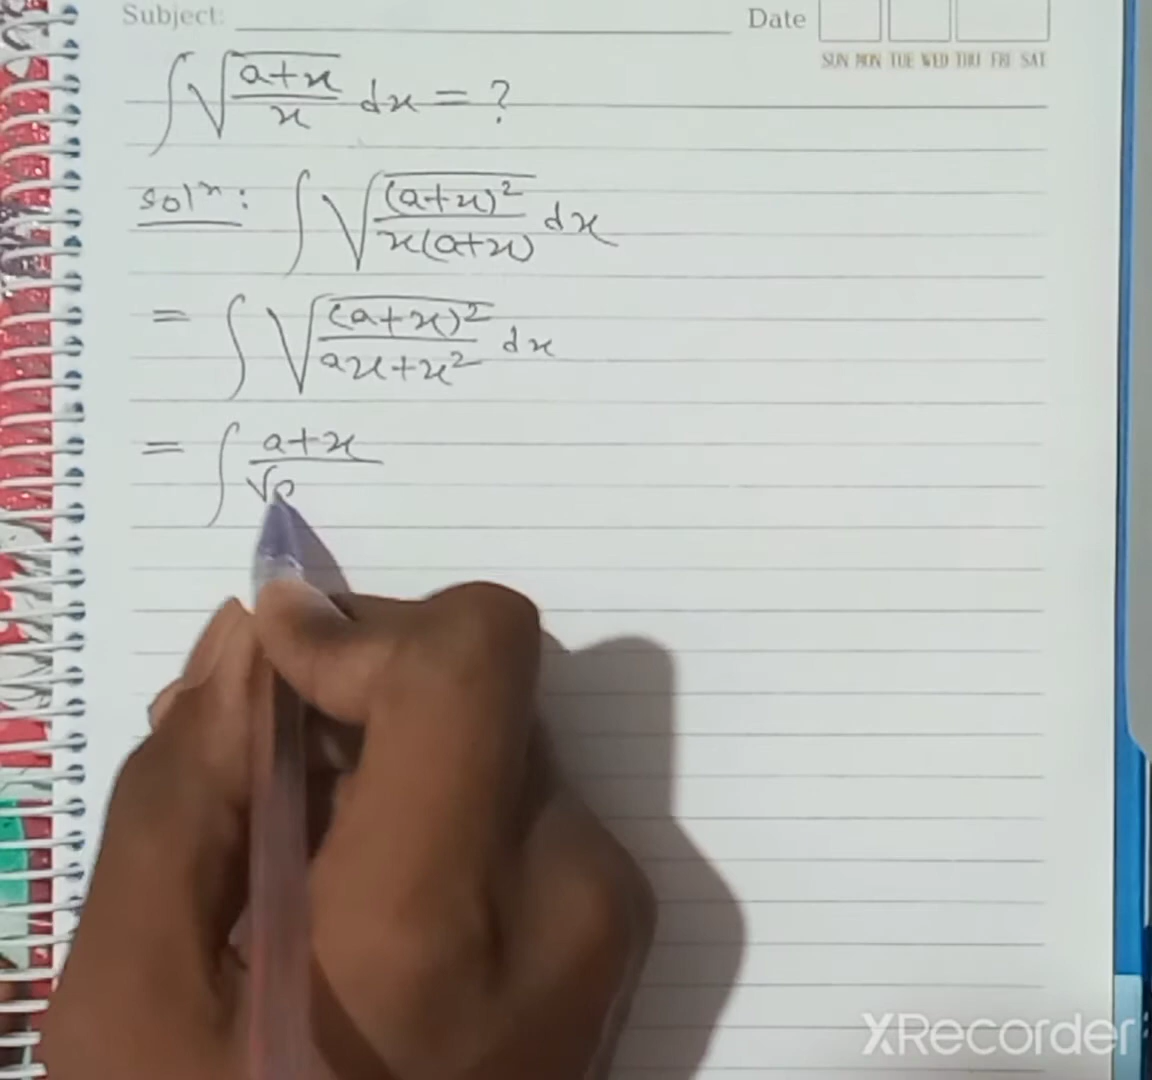 Subject: Date
SUN MON TUE WED THU FRI SAT
∫√((a+x)/x) dx = ?
Solⁿ: ∫√((a+x)²/(x(a+x))) dx
= ∫√((a+x)²/(ax+x²)) dx
= ∫ (a+x)/√a
XRecorder